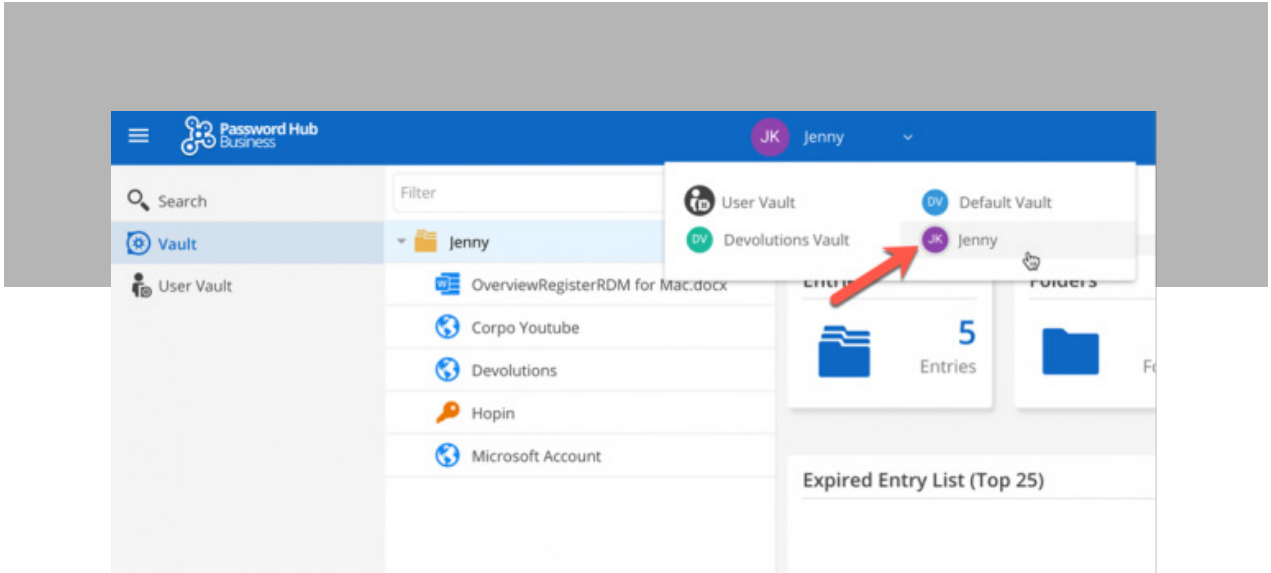 Password Hub
Business
JK Jenny
Search
Vault
User Vault
Filter
Jenny
OverviewRegisterRDM for Mac.docx
Corpo Youtube
Devolutions
Hopin
Microsoft Account
User Vault
DV Default Vault
DV Devolutions Vault
JK Jenny
Folders
5
Entries
Expired Entry List (Top 25)